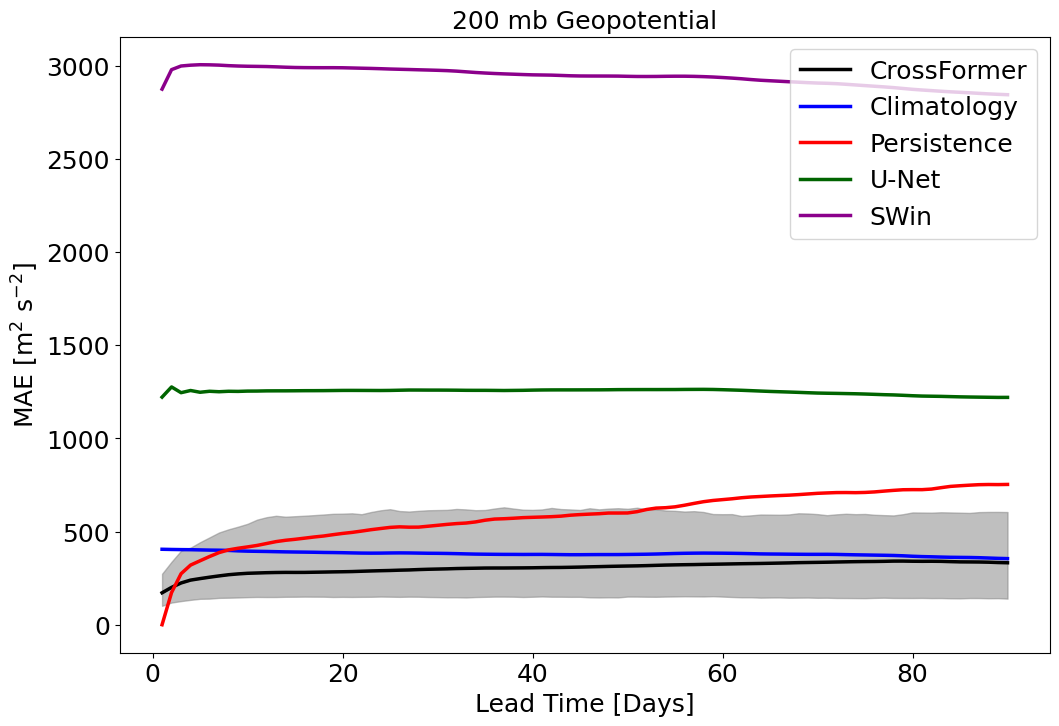 200 mb Geopotential
MAE [m² s⁻²]
3000
2500
2000
1500
1000
500
0
0 20 40 60 80
Lead Time [Days]
CrossFormer
Climatology
Persistence
U-Net
SWin